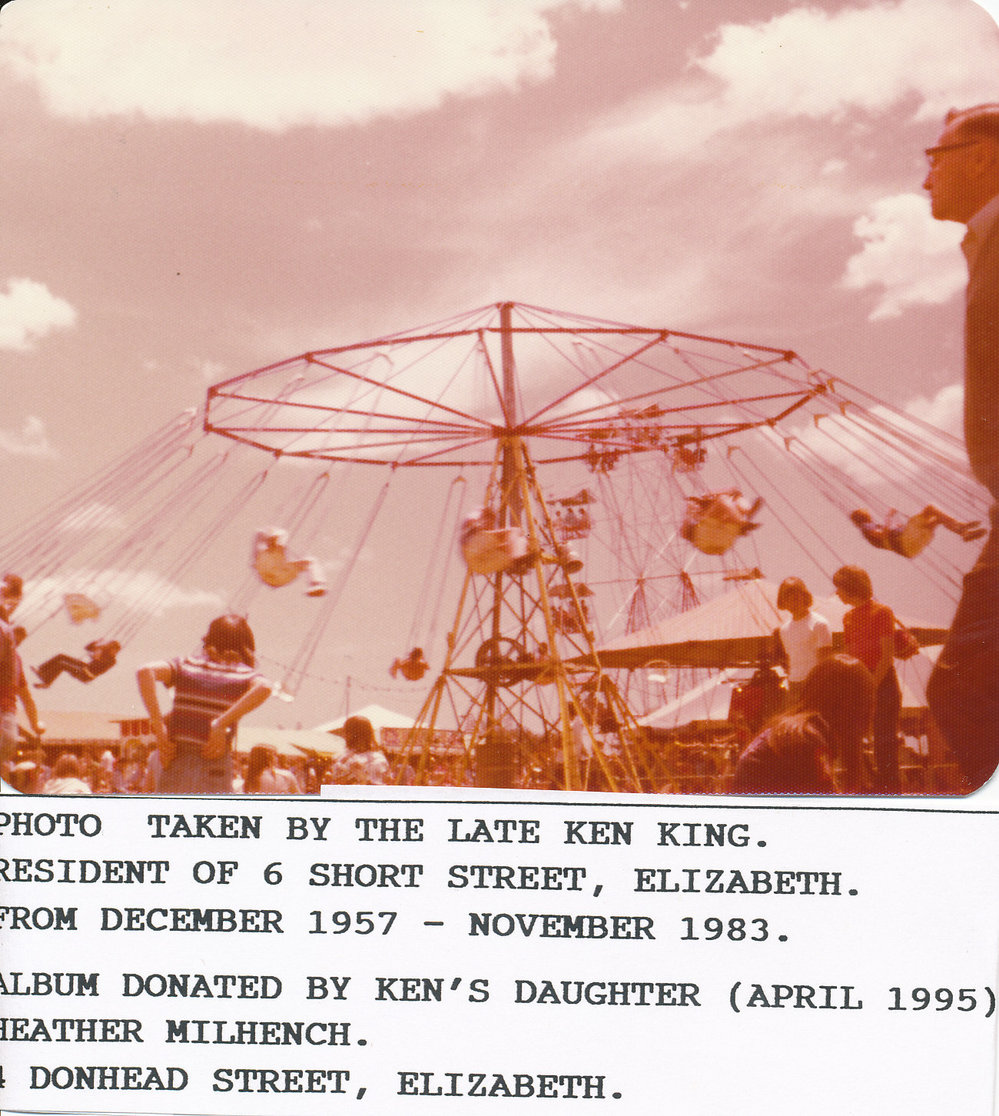 PHOTO TAKEN BY THE LATE KEN KING.
RESIDENT OF 6 SHORT STREET, ELIZABETH.
FROM DECEMBER 1957 - NOVEMBER 1983.
ALBUM DONATED BY KEN'S DAUGHTER (APRIL 1995)
HEATHER MILHENCH.
4 DONHEAD STREET, ELIZABETH.